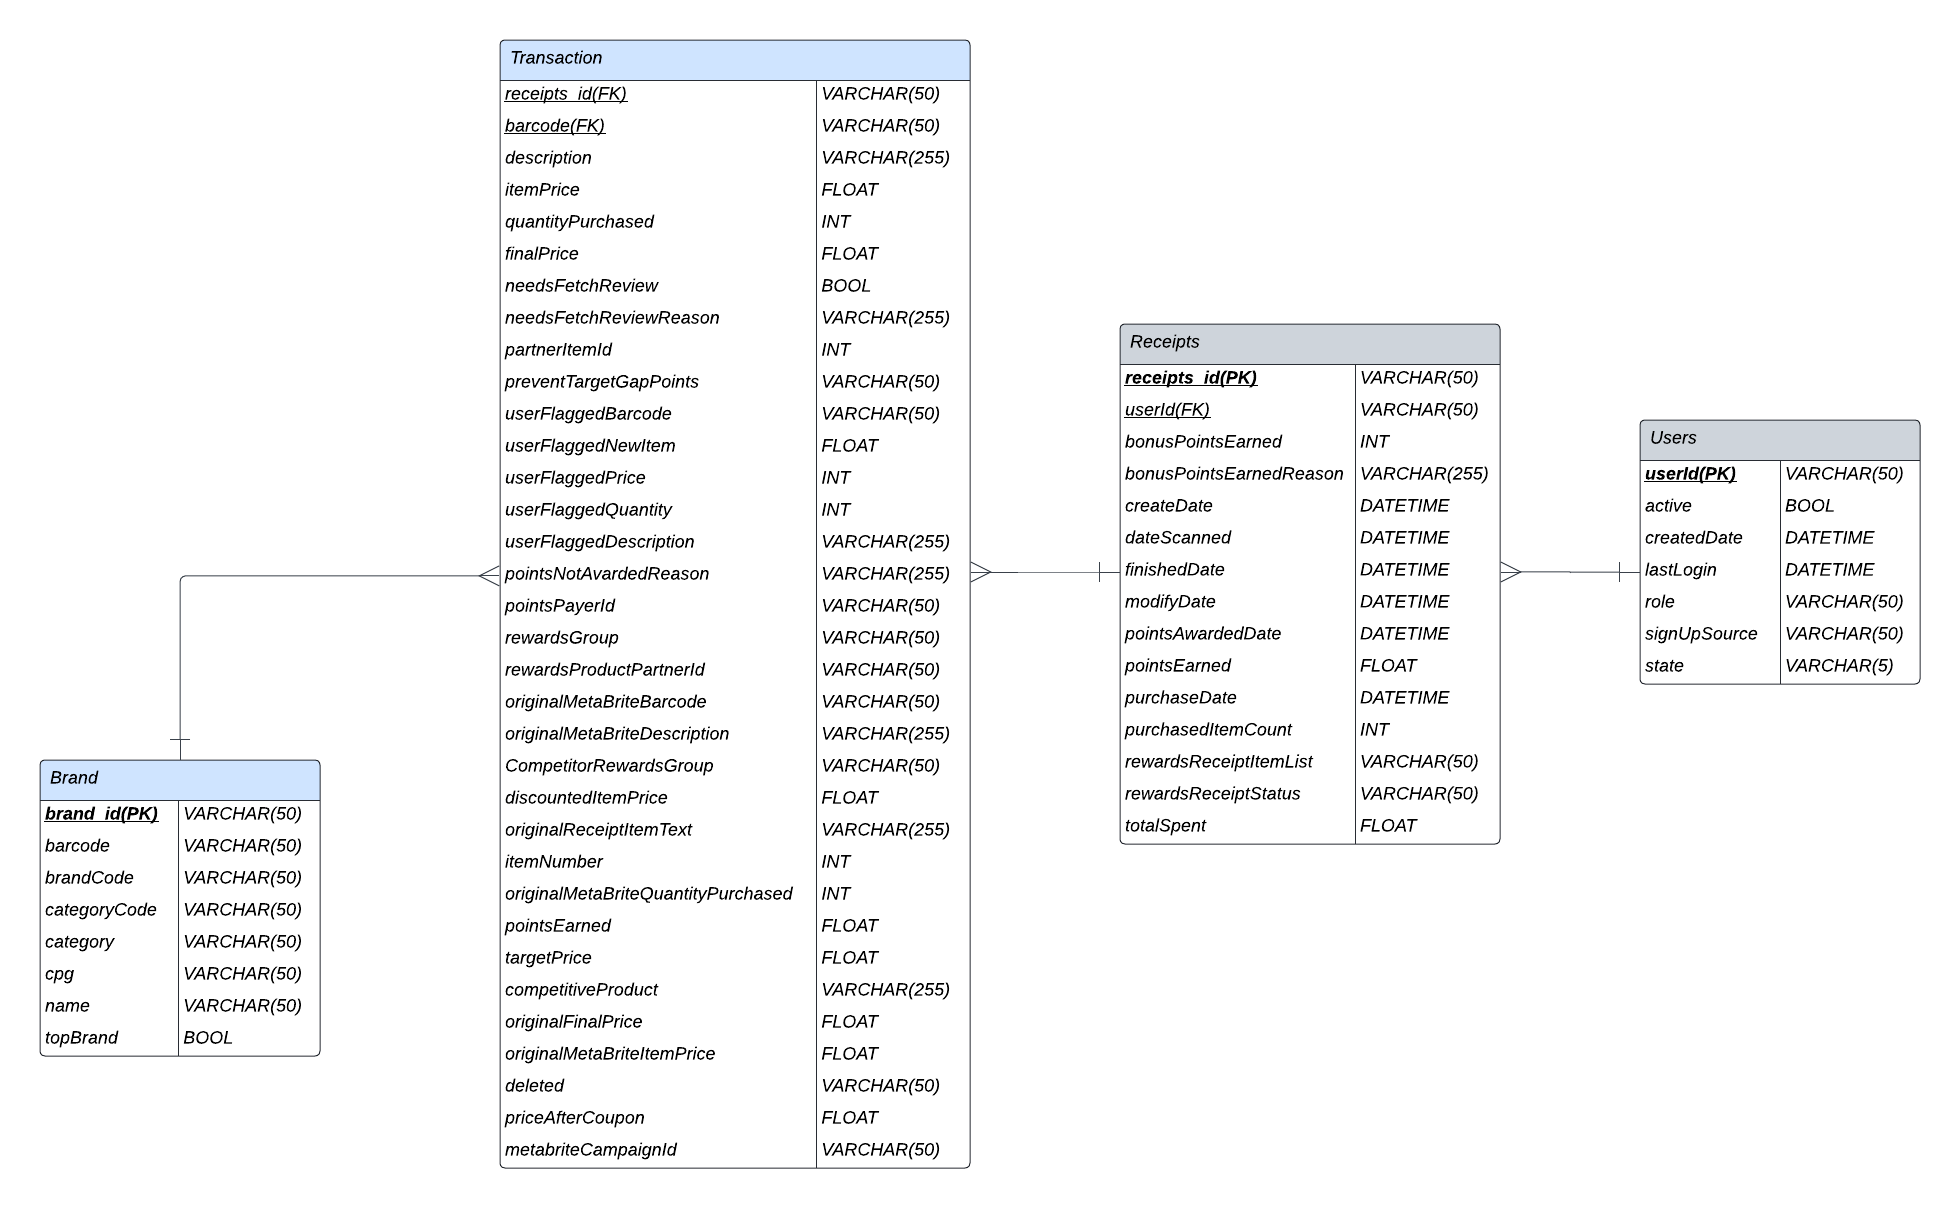 Transaction
receipts_id(FK) VARCHAR(50)
barcode(FK) VARCHAR(50)
description VARCHAR(255)
itemPrice FLOAT
quantityPurchased INT
finalPrice FLOAT
needsFetchReview BOOL
needsFetchReviewReason VARCHAR(255)
partnerItemId INT
preventTargetGapPoints VARCHAR(50)
userFlaggedBarcode VARCHAR(50)
userFlaggedNewItem FLOAT
userFlaggedPrice INT
userFlaggedQuantity INT
userFlaggedDescription VARCHAR(255)
pointsNotAvardedReason VARCHAR(255)
pointsPayerId VARCHAR(50)
rewardsGroup VARCHAR(50)
rewardsProductPartnerId VARCHAR(50)
originalMetaBriteBarcode VARCHAR(50)
originalMetaBriteDescription VARCHAR(255)
CompetitorRewardsGroup VARCHAR(50)
discountedItemPrice FLOAT
originalReceiptItemText VARCHAR(255)
itemNumber INT
originalMetaBriteQuantityPurchased INT
pointsEarned FLOAT
targetPrice FLOAT
competitiveProduct VARCHAR(255)
originalFinalPrice FLOAT
originalMetaBriteItemPrice FLOAT
deleted VARCHAR(50)
priceAfterCoupon FLOAT
metabriteCampaignId VARCHAR(50)
Receipts
receipts_id(PK) VARCHAR(50)
userId(FK) VARCHAR(50)
bonusPointsEarned INT
bonusPointsEarnedReason VARCHAR(255)
createDate DATETIME
dateScanned DATETIME
finishedDate DATETIME
modifyDate DATETIME
pointsAwardedDate DATETIME
pointsEarned FLOAT
purchaseDate DATETIME
purchasedItemCount INT
rewardsReceiptItemList VARCHAR(50)
rewardsReceiptStatus VARCHAR(50)
totalSpent FLOAT
Users
userId(PK) VARCHAR(50)
active BOOL
createdDate DATETIME
lastLogin DATETIME
role VARCHAR(50)
signUpSource VARCHAR(50)
state VARCHAR(5)
Brand
brand_id(PK) VARCHAR(50)
barcode VARCHAR(50)
brandCode VARCHAR(50)
categoryCode VARCHAR(50)
category VARCHAR(50)
cpg VARCHAR(50)
name VARCHAR(50)
topBrand BOOL